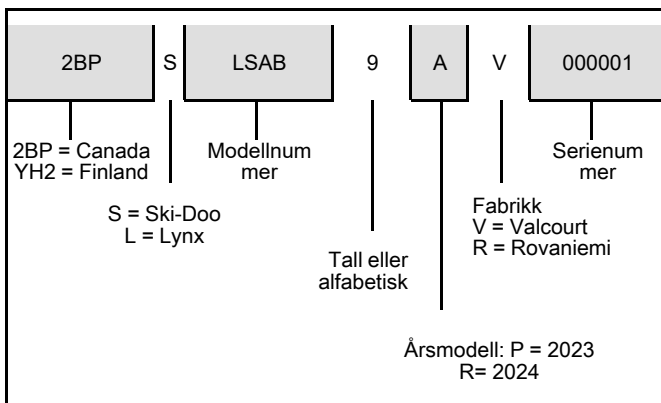 2BP S LSAB 9 A V 000001
2BP = Canada
YH2 = Finland
Modellnum
mer
Serienum
mer
S = Ski-Doo
L = Lynx
Fabrikk
V = Valcourt
R = Rovaniemi
Tall eller
alfabetisk
Årsmodell: P = 2023
R= 2024